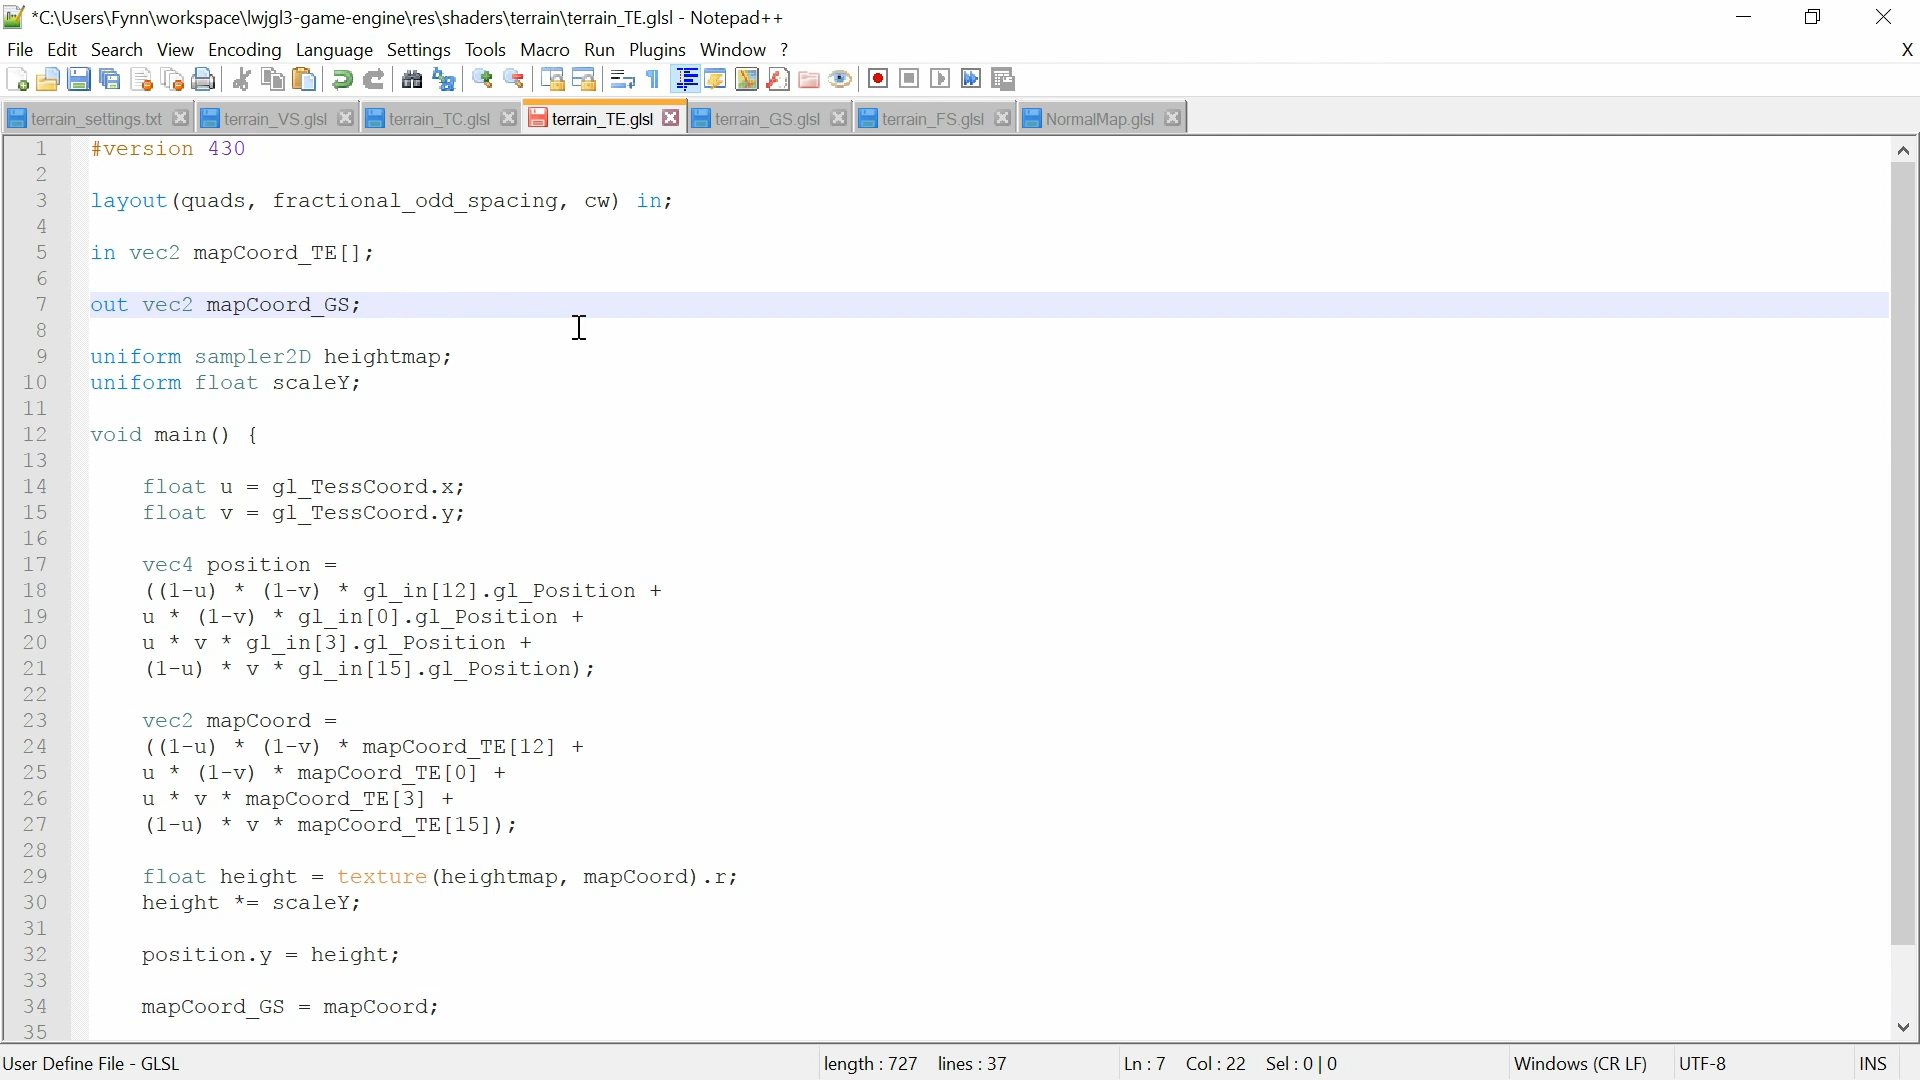 *C:\Users\Fynn\workspace\lwjgl3-game-engine\res\shaders\terrain\terrain_TE.glsl - Notepad++
File Edit Search View Encoding Language Settings Tools Macro Run Plugins Window ? X
terrain_settings.txt terrain_VS.glsl terrain_TC.glsl terrain_TE.glsl terrain_GS.glsl terrain_FS.glsl NormalMap.glsl
1 #version 430
2
3 layout(quads, fractional_odd_spacing, cw) in;
4
5 in vec2 mapCoord_TE[];
6
7 out vec2 mapCoord_GS;
8
9 uniform sampler2D heightmap;
10 uniform float scaleY;
11
12 void main() {
13
14 float u = gl_TessCoord.x;
15 float v = gl_TessCoord.y;
16
17 vec4 position =
18 ((1-u) * (1-v) * gl_in[12].gl_Position +
19 u * (1-v) * gl_in[0].gl_Position +
20 u * v * gl_in[3].gl_Position +
21 (1-u) * v * gl_in[15].gl_Position);
22
23 vec2 mapCoord =
24 ((1-u) * (1-v) * mapCoord_TE[12] +
25 u * (1-v) * mapCoord_TE[0] +
26 u * v * mapCoord_TE[3] +
27 (1-u) * v * mapCoord_TE[15]);
28
29 float height = texture(heightmap, mapCoord).r;
30 height *= scaleY;
31
32 position.y = height;
33
34 mapCoord_GS = mapCoord;
35
User Define File - GLSL length : 727 lines : 37 Ln : 7 Col : 22 Sel : 0 | 0 Windows (CR LF) UTF-8 INS